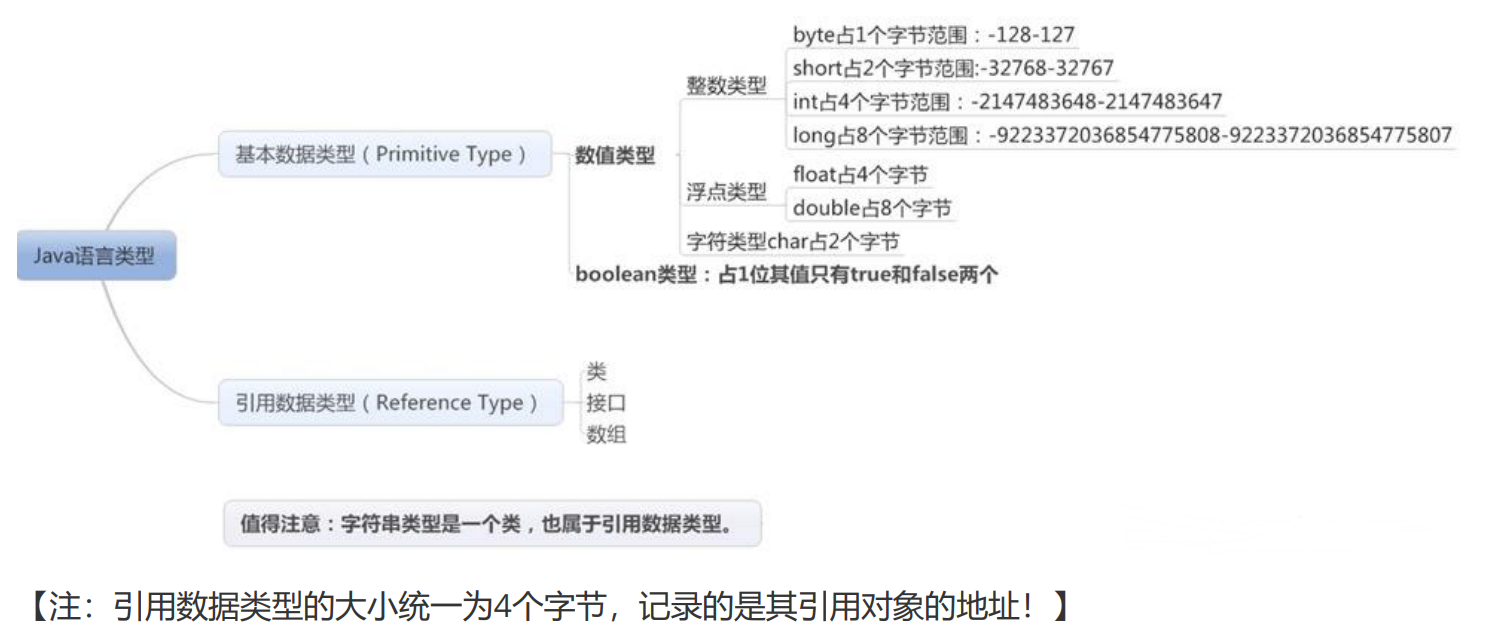 byte占1个字节范围：-128-127
short占2个字节范围:-32768-32767
整数类型
int占4个字节范围：-2147483648-2147483647
long占8个字节范围：-9223372036854775808-9223372036854775807
基本数据类型（Primitive Type）
数值类型
float占4个字节
浮点类型
double占8个字节
字符类型char占2个字节
Java语言类型
boolean类型：占1位其值只有true和false两个
类
引用数据类型（Reference Type）
接口
数组
值得注意：字符串类型是一个类，也属于引用数据类型。
【注：引用数据类型的大小统一为4个字节，记录的是其引用对象的地址！】